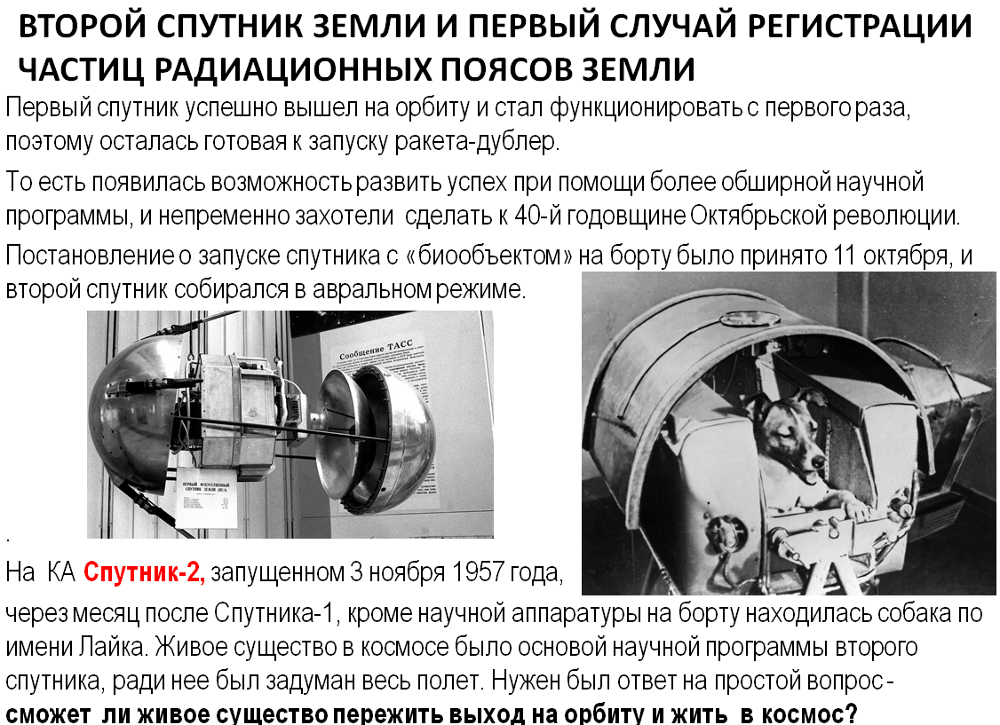 ВТОРОЙ СПУТНИК ЗЕМЛИ И ПЕРВЫЙ СЛУЧАЙ РЕГИСТРАЦИИ
ЧАСТИЦ РАДИАЦИОННЫХ ПОЯСОВ ЗЕМЛИ
Первый спутник успешно вышел на орбиту и стал функционировать с первого раза,
поэтому осталась готовая к запуску ракета-дублер.
То есть появилась возможность развить успех при помощи более обширной научной
программы, и непременно захотели сделать к 40-й годовщине Октябрьской революции.
Постановление о запуске спутника с «биообъектом» на борту было принято 11 октября, и
второй спутник собирался в авральном режиме.
Сообщение ТАСС
ПЕРВЫЙ ИСКУССТВЕННЫЙ
СПУТНИК ЗЕМЛИ (ПС-1)
.
На КА Спутник-2, запущенном 3 ноября 1957 года,
через месяц после Спутника-1, кроме научной аппаратуры на борту находилась собака по
имени Лайка. Живое существо в космосе было основой научной программы второго
спутника, ради нее был задуман весь полет. Нужен был ответ на простой вопрос -
сможет ли живое существо пережить выход на орбиту и жить в космос?